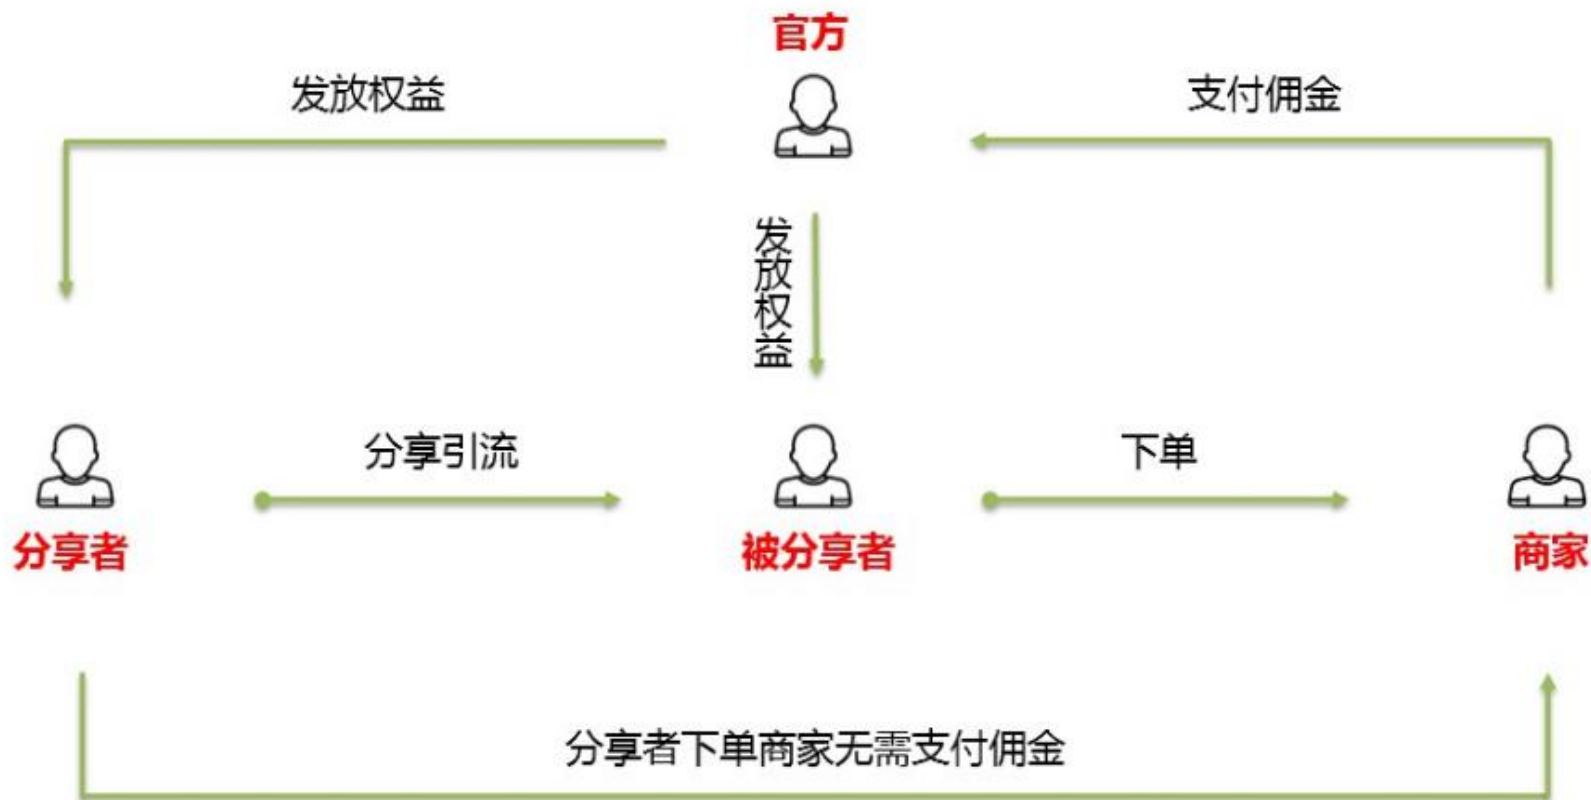 官方
发放权益
支付佣金
发放权益
分享引流
下单
分享者
被分享者
商家
分享者下单商家无需支付佣金